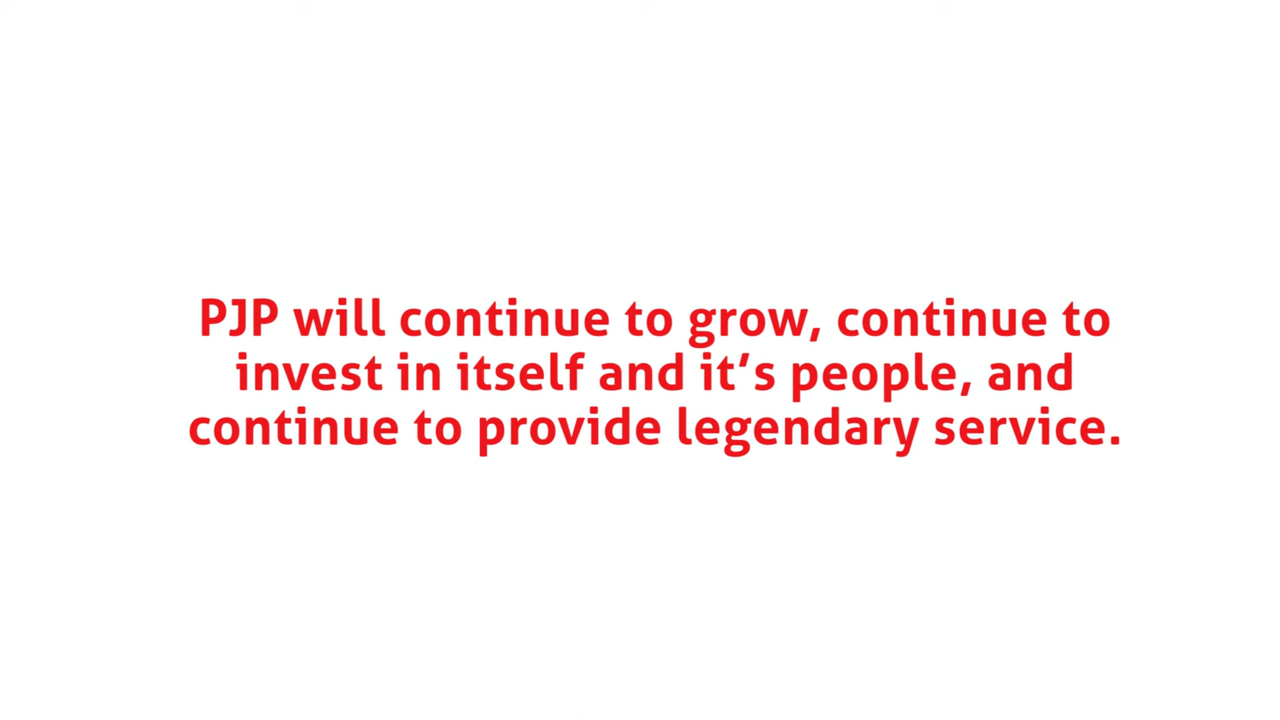 PJP will continue to grow, continue to
invest in itself and it’s people, and
continue to provide legendary service.